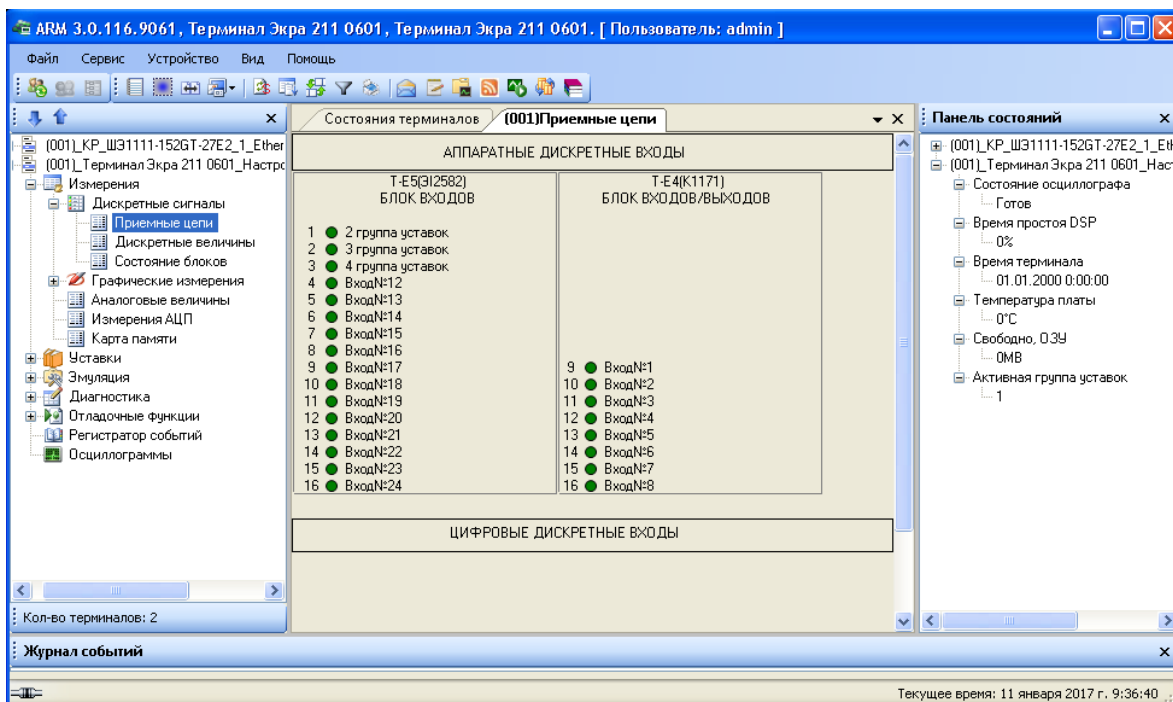 ARM 3.0.116.9061, Терминал Экра 211 0601, Терминал Экра 211 0601. [ Пользователь: admin ]
Файл Сервис Устройство Вид Помощь
(001)_КР_ШЭ1111-152GT-27E2_1_Ether
(001)_Терминал Экра 211 0601_Настро
Измерения
Дискретные сигналы
Приемные цепи
Дискретные величины
Состояние блоков
Графические измерения
Аналоговые величины
Измерения АЦП
Карта памяти
Уставки
Эмуляция
Диагностика
Отладочные функции
Регистратор событий
Осциллограммы
Кол-во терминалов: 2
Состояния терминалов (001)Приемные цепи
АППАРАТНЫЕ ДИСКРЕТНЫЕ ВХОДЫ
Т-Е5(ЭI2582)
БЛОК ВХОДОВ
1 2 группа уставок
2 3 группа уставок
3 4 группа уставок
4 Вход№12
5 Вход№13
6 Вход№14
7 Вход№15
8 Вход№16
9 Вход№17
10 Вход№18
11 Вход№19
12 Вход№20
13 Вход№21
14 Вход№22
15 Вход№23
16 Вход№24
Т-Е4(К1171)
БЛОК ВХОДОВ/ВЫХОДОВ
9 Вход№1
10 Вход№2
11 Вход№3
12 Вход№4
13 Вход№5
14 Вход№6
15 Вход№7
16 Вход№8
ЦИФРОВЫЕ ДИСКРЕТНЫЕ ВХОДЫ
Панель состояний
(001)_КР_ШЭ1111-152GT-27E2_1_Eth
(001)_Терминал Экра 211 0601_Нас
Состояние осциллографа
Готов
Время простоя DSP
0%
Время терминала
01.01.2000 0:00:00
Температура платы
0°C
Свободно, ОЗУ
0MB
Активная группа уставок
1
Журнал событий
Текущее время: 11 января 2017 г. 9:36:40